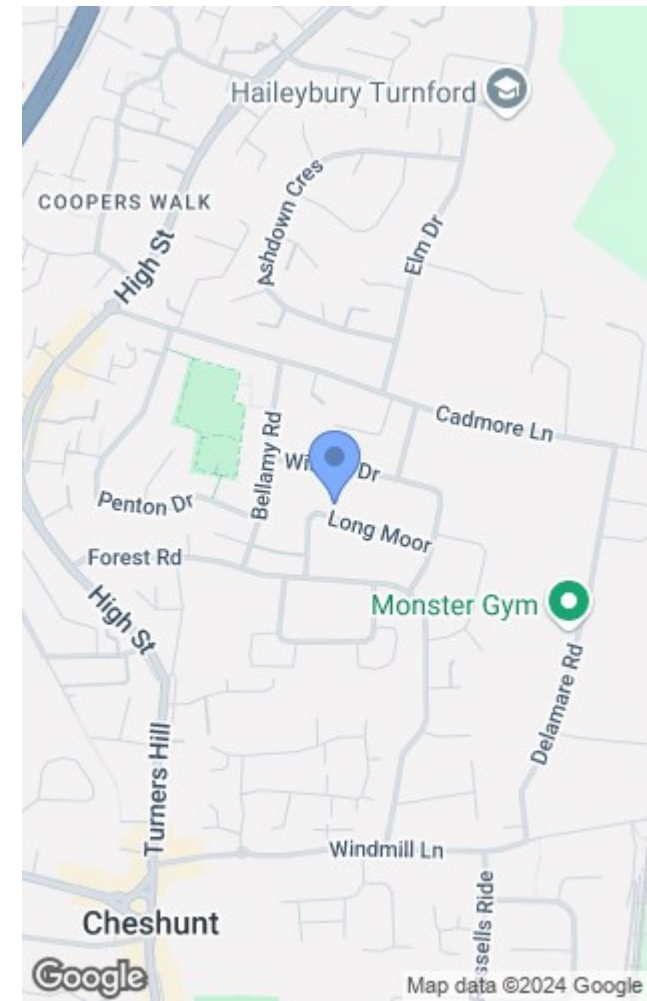 Haileybury Turnford
COOPERS WALK
Ashdown Cres
High St
Elm Dr
Cadmore Ln
Bellamy Rd
Dr
Penton Dr
Long Moor
Forest Rd
Monster Gym
High St
Delamare Rd
Turners Hill
Windmill Ln
Cheshunt
Ride
Google
Map data ©2024 Google